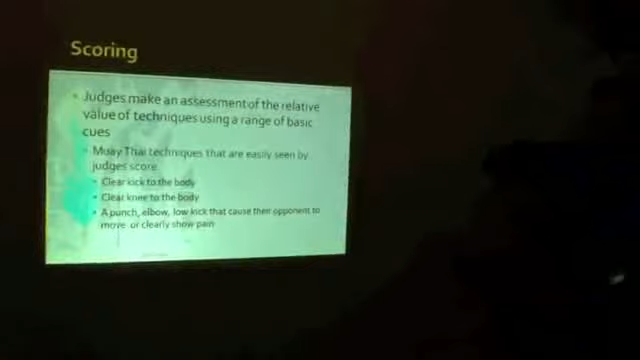 Scoring
Judges make an assessment of the relative
value of techniques using a range of basic
cues
Muay Thai techniques that are easily seen by
judges score
Clear kick to the body
Clear knee to the body
A punch, elbow, low kick that cause their opponent to
move or clearly show pain